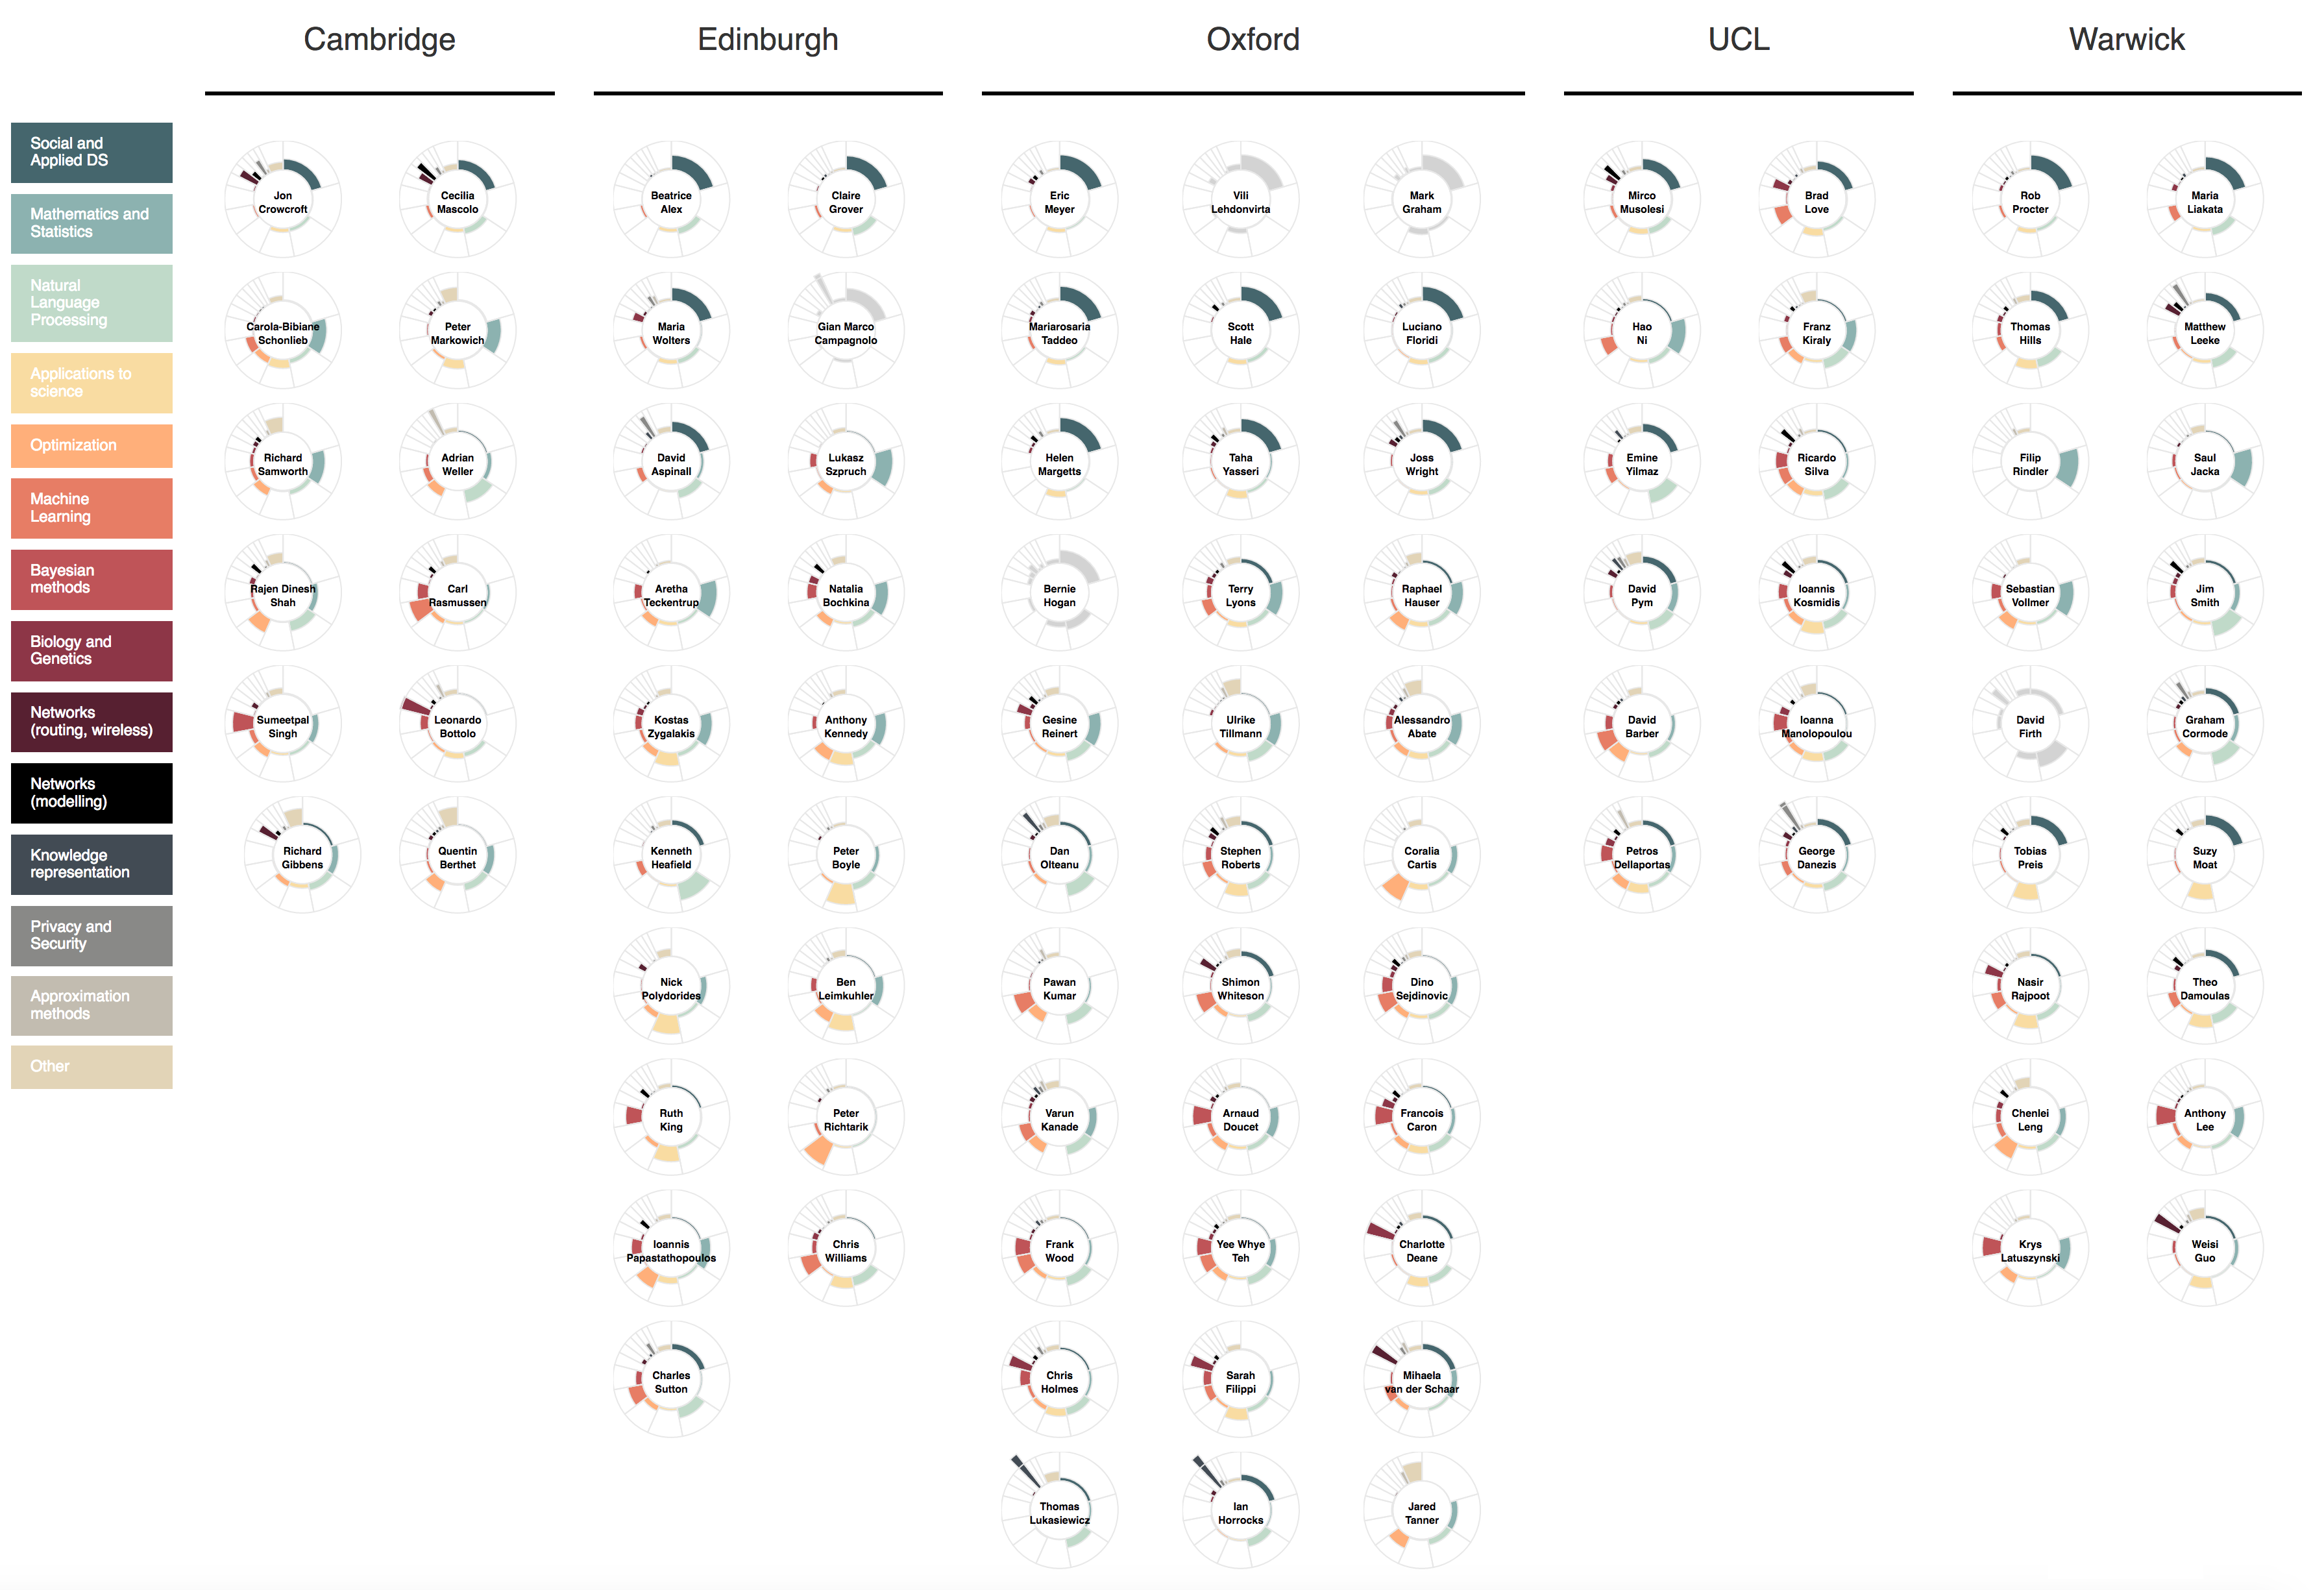 Cambridge
Edinburgh
Oxford
UCL
Warwick
Social and
Applied DS
Mathematics and
Statistics
Natural
Language
Processing
Applications to
science
Optimization
Machine
Learning
Bayesian
methods
Biology and
Genetics
Networks
(routing, wireless)
Networks
(modelling)
Knowledge
representation
Privacy and
Security
Approximation
methods
Other
Jon
Crowcroft
Cecilia
Mascolo
Carola-Bibiane
Schonlieb
Peter
Markowich
Richard
Samworth
Adrian
Weller
Rajen Dinesh
Shah
Carl
Rasmussen
Sumeetpal
Singh
Leonardo
Bottolo
Richard
Gibbens
Quentin
Berthet
Beatrice
Alex
Claire
Grover
Maria
Wolters
Gian Marco
Campagnolo
David
Aspinall
Lukasz
Szpruch
Aretha
Teckentrup
Natalia
Bochkina
Kostas
Zygalakis
Anthony
Kennedy
Kenneth
Heafield
Peter
Boyle
Nick
Polydorides
Ben
Leimkuhler
Ruth
King
Peter
Richtarik
Ioannis
Papastathopoulos
Chris
Williams
Charles
Sutton
Eric
Meyer
Vili
Lehdonvirta
Mark
Graham
Mariarosaria
Taddeo
Scott
Hale
Luciano
Floridi
Helen
Margetts
Taha
Yasseri
Joss
Wright
Bernie
Hogan
Terry
Lyons
Raphael
Hauser
Gesine
Reinert
Ulrike
Tillmann
Alessandro
Abate
Dan
Olteanu
Stephen
Roberts
Coralia
Cartis
Pawan
Kumar
Shimon
Whiteson
Dino
Sejdinovic
Varun
Kanade
Arnaud
Doucet
Francois
Caron
Frank
Wood
Yee Whye
Teh
Charlotte
Deane
Chris
Holmes
Sarah
Filippi
Mihaela
van der Schaar
Thomas
Lukasiewicz
Ian
Horrocks
Jared
Tanner
Mirco
Musolesi
Brad
Love
Hao
Ni
Franz
Kiraly
Emine
Yilmaz
Ricardo
Silva
David
Pym
Ioannis
Kosmidis
David
Barber
Ioanna
Manolopoulou
Petros
Dellaportas
George
Danezis
Rob
Procter
Maria
Liakata
Thomas
Hills
Matthew
Leeke
Filip
Rindler
Saul
Jacka
Sebastian
Vollmer
Jim
Smith
David
Firth
Graham
Cormode
Tobias
Preis
Suzy
Moat
Nasir
Rajpoot
Theo
Damoulas
Chenlei
Leng
Anthony
Lee
Krys
Latuszynski
Weisi
Guo